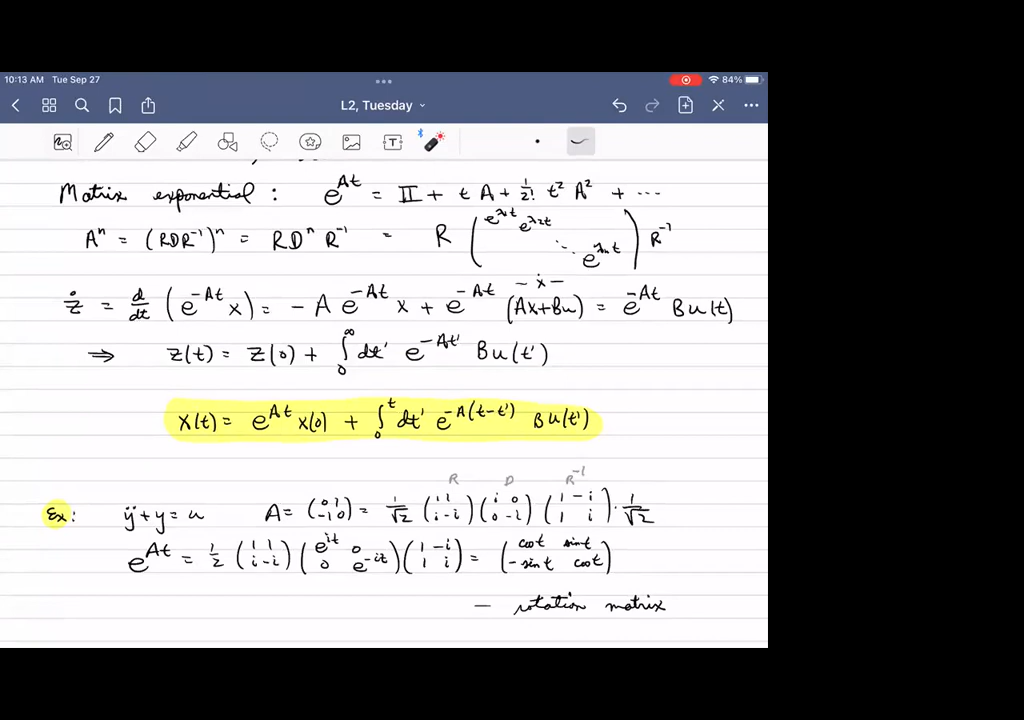 10:13 AM Tue Sep 27
84%
L2, Tuesday
Matrix exponential : e^{At} = 𝕀 + t A + 1/2! t² A² + ⋯
Aⁿ = (RDR⁻¹)ⁿ = RDⁿ R⁻¹ = R (e^{λ₁t} e^{λ₂t} ⋱ e^{λₙt}) R⁻¹
ż = d/dt (e^{-At} x) = - A e^{-At} x + e^{-At} (Ax+Bu) = e^{-At} Bu(t)
- ẋ -
⇒ z(t) = z(0) + ∫₀^∞ dt' e^{-At'} Bu(t')
x(t) = e^{At} x(0) + ∫₀^t dt' e^{-A(t-t')} Bu(t')
R D R⁻¹
Ex: ÿ + y = u A = (0 1 -1 0) = 1/√2 (1 1 i -i) (i 0 0 -i) (1 -i 1 i) · 1/√2
e^{At} = 1/2 (1 1 i -i) (e^{it} 0 0 e^{-it}) (1 -i 1 i) = (cos t sin t -sin t cos t)
— rotation matrix